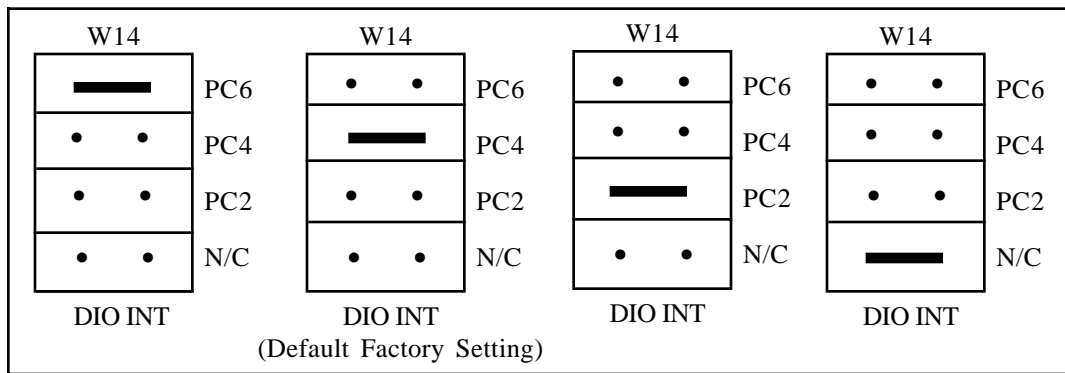 W14 W14 W14 W14
PC6 PC6 PC6 PC6
PC4 PC4 PC4 PC4
PC2 PC2 PC2 PC2
N/C N/C N/C N/C
DIO INT DIO INT DIO INT DIO INT
(Default Factory Setting)